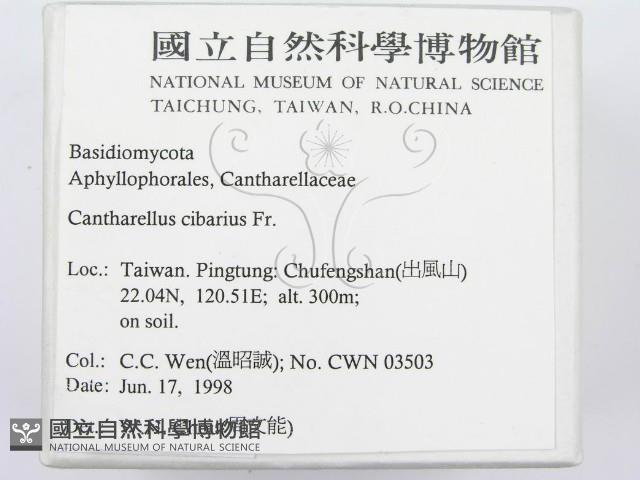 國立自然科學博物館
NATIONAL MUSEUM OF NATURAL SCIENCE
TAICHUNG, TAIWAN, R.O.CHINA
Basidiomycota
Aphyllophorales, Cantharellaceae
Cantharellus cibarius Fr.
Loc.: Taiwan. Pingtung: Chufengshan(出風山)
22.04N, 120.51E; alt. 300m;
on soil.
Col.: C.C. Wen(溫昭誠); No. CWN 03503
Date: Jun. 17, 1998
文能)
國立自然科學博物館
NATIONAL MUSEUM OF NATURAL SCIENCE